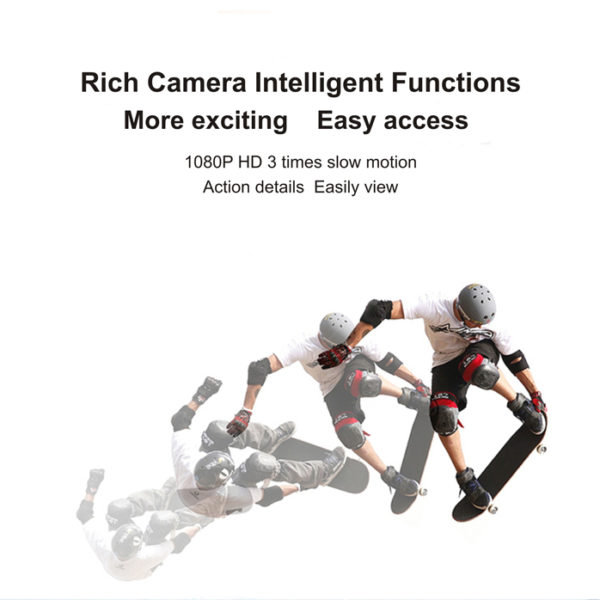 Rich Camera Intelligent Functions
More exciting    Easy access
1080P HD 3 times slow motion
Action details  Easily view